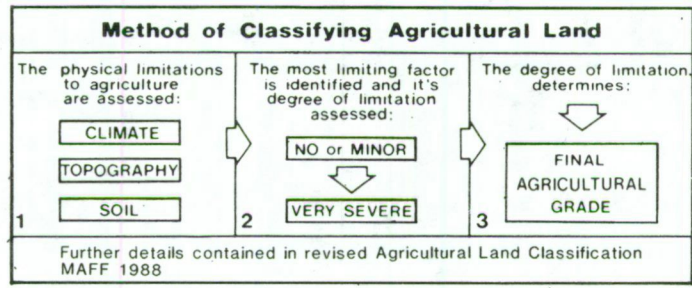 Method of Classifying Agricultural Land
The physical limitations
to agriculture
are assessed:
CLIMATE
TOPOGRAPHY
SOIL
1
The most limiting factor
is identified and it's
degree of limitation
assessed:
NO or MINOR
VERY SEVERE
2
The degree of limitation
determines:
FINAL
AGRICULTURAL
GRADE
3
Further details contained in revised Agricultural Land Classification
MAFF 1988